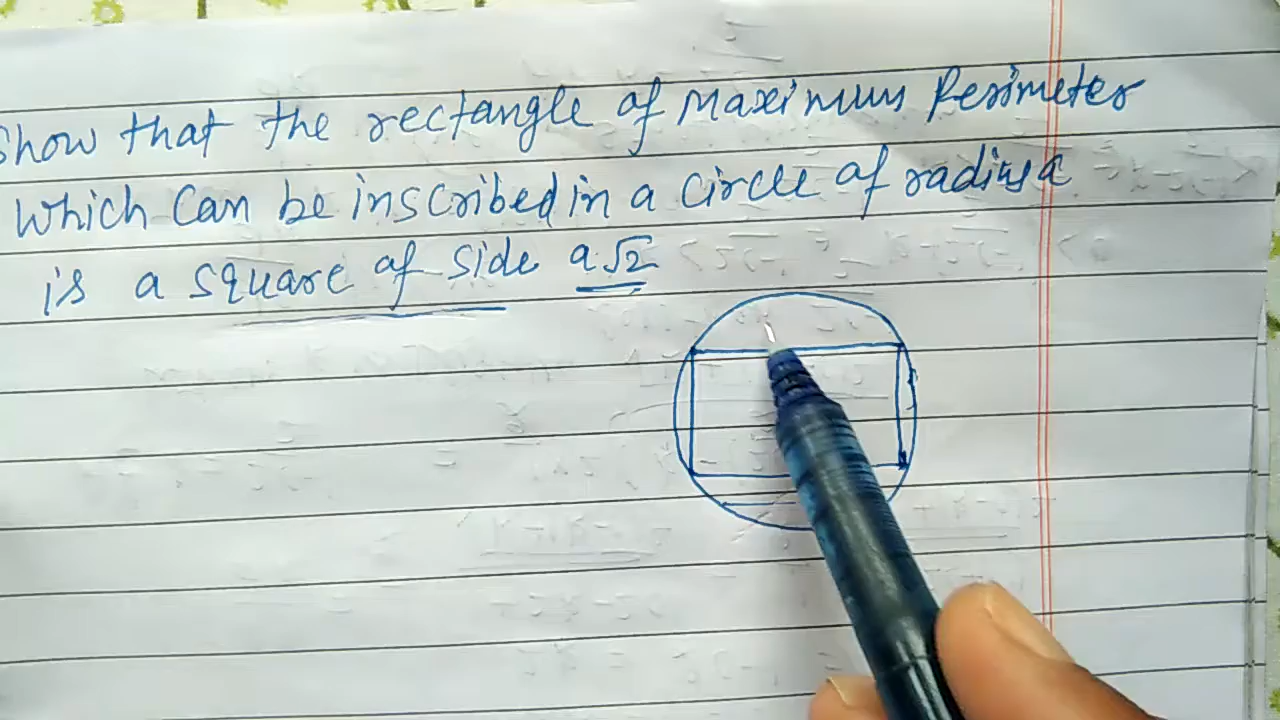 Show that the rectangle of Maximum Perimeter
Which Can be inscribed in a Circle of radius a
is a square of side a√2